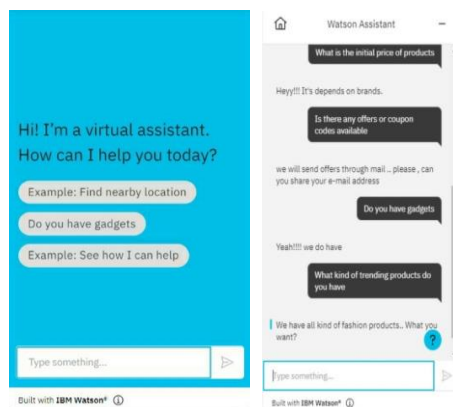 Hi! I'm a virtual assistant.
How can I help you today?
Example: Find nearby location
Do you have gadgets
Example: See how I can help
Type something...
Built with IBM Watson®
Watson Assistant
What is the initial price of products
Heyy!!! It's depends on brands.
Is there any offers or coupon
codes available
we will send offers through mail .. please , can
you share your e-mail address
Do you have gadgets
Yeah!!!! we do have
What kind of trending products do
you have
We have all kind of fashion products.. What you
want?
?
Type something...
Built with IBM Watson®